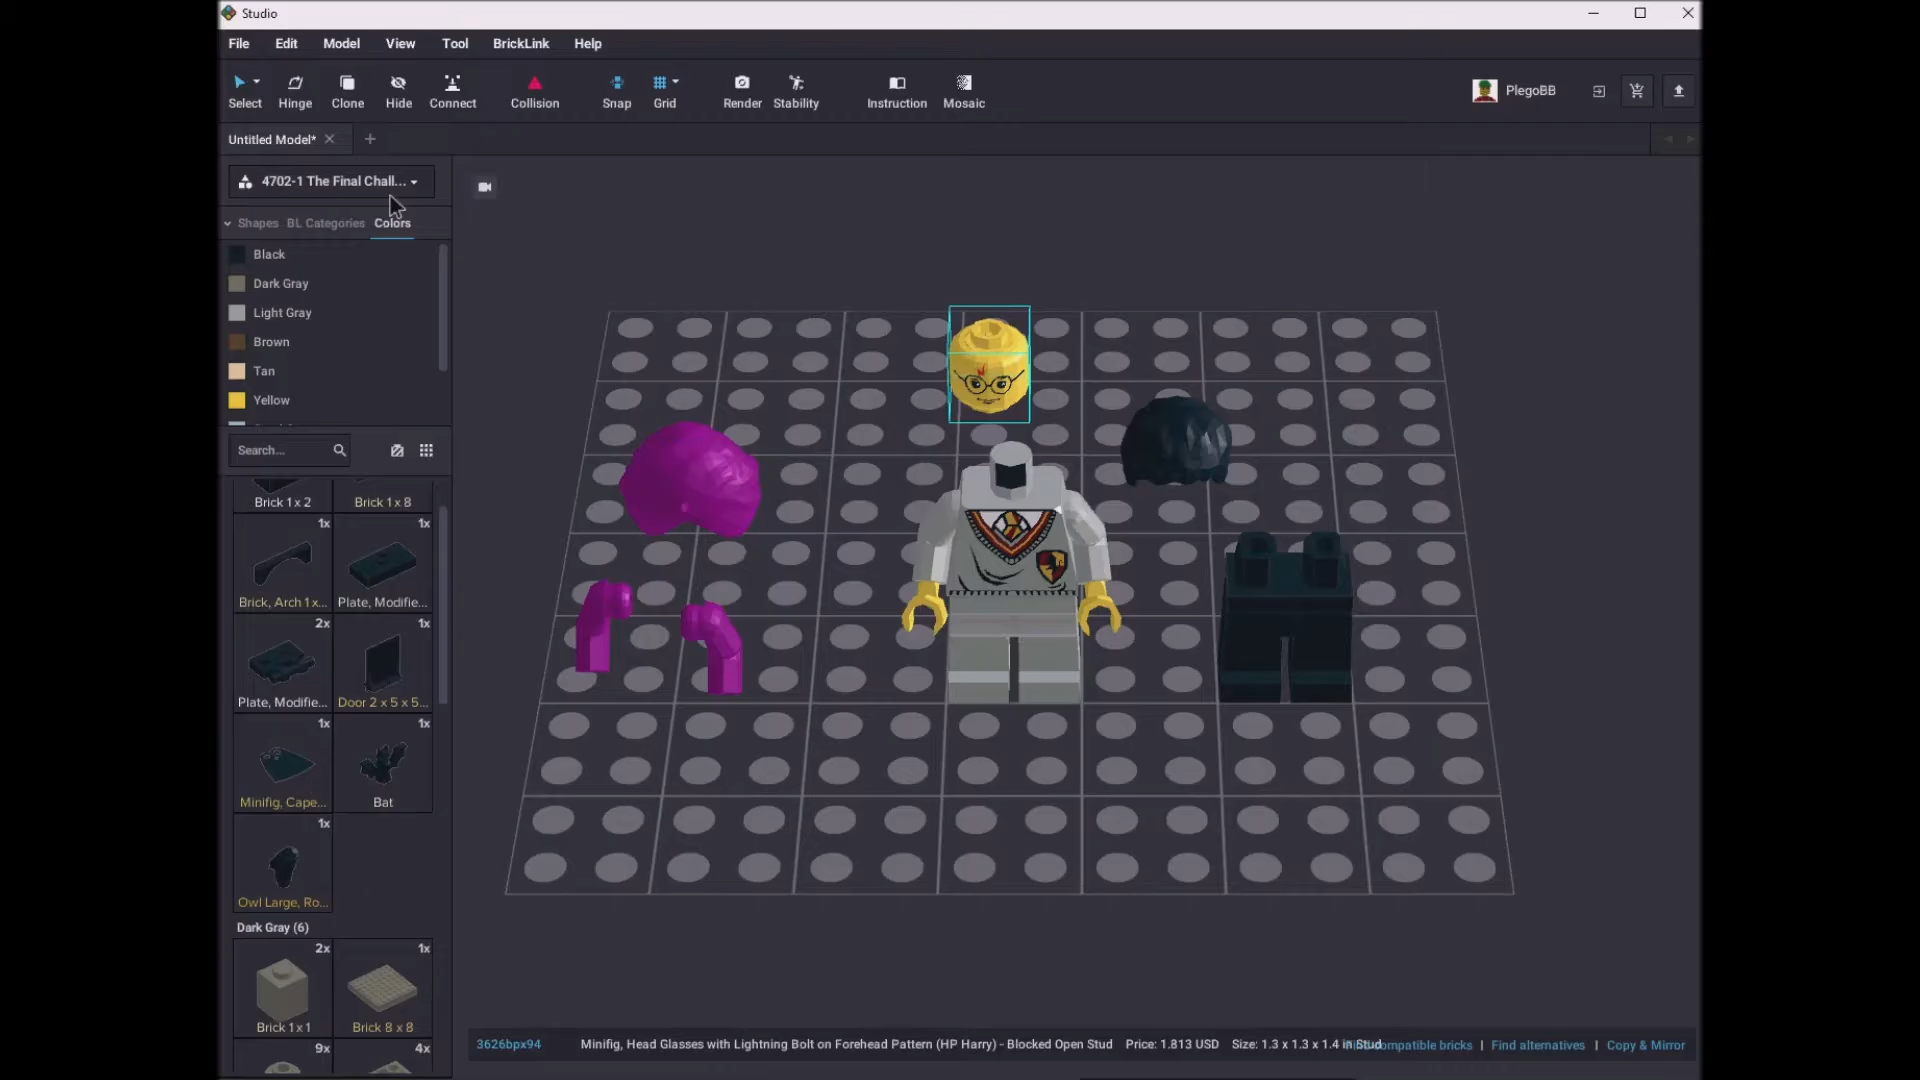 Studio
File Edit Model View Tool BrickLink Help
Select Hinge Clone Hide Connect Collision Snap Grid Render Stability Instruction Mosaic PlegoBB
Untitled Model*
4702-1 The Final Chall...
Shapes BL Categories Colors
Black
Dark Gray
Light Gray
Brown
Tan
Yellow
Search...
Brick 1 x 2 Brick 1 x 8
1x 1x
Brick, Arch 1 x... Plate, Modifie...
2x 1x
Plate, Modifie... Door 2 x 5 x 5...
1x 1x
Minifig, Cape... Bat
1x
Owl Large, Ro...
Dark Gray (6)
2x 1x
Brick 1 x 1 Brick 8 x 8
9x 4x
3626bpx94 Minifig, Head Glasses with Lightning Bolt on Forehead Pattern (HP Harry) - Blocked Open Stud Price: 1.813 USD Size: 1.3 x 1.3 x 1.4 in Stud compatible bricks | Find alternatives | Copy & Mirror